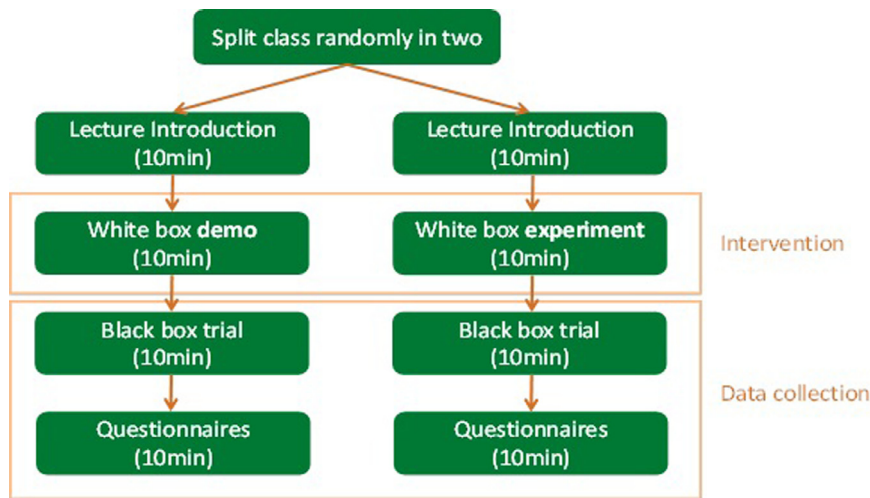 Split class randomly in two
Lecture Introduction
(10min)
Lecture Introduction
(10min)
White box demo
(10min)
White box experiment
(10min)
Intervention
Black box trial
(10min)
Black box trial
(10min)
Data collection
Questionnaires
(10min)
Questionnaires
(10min)